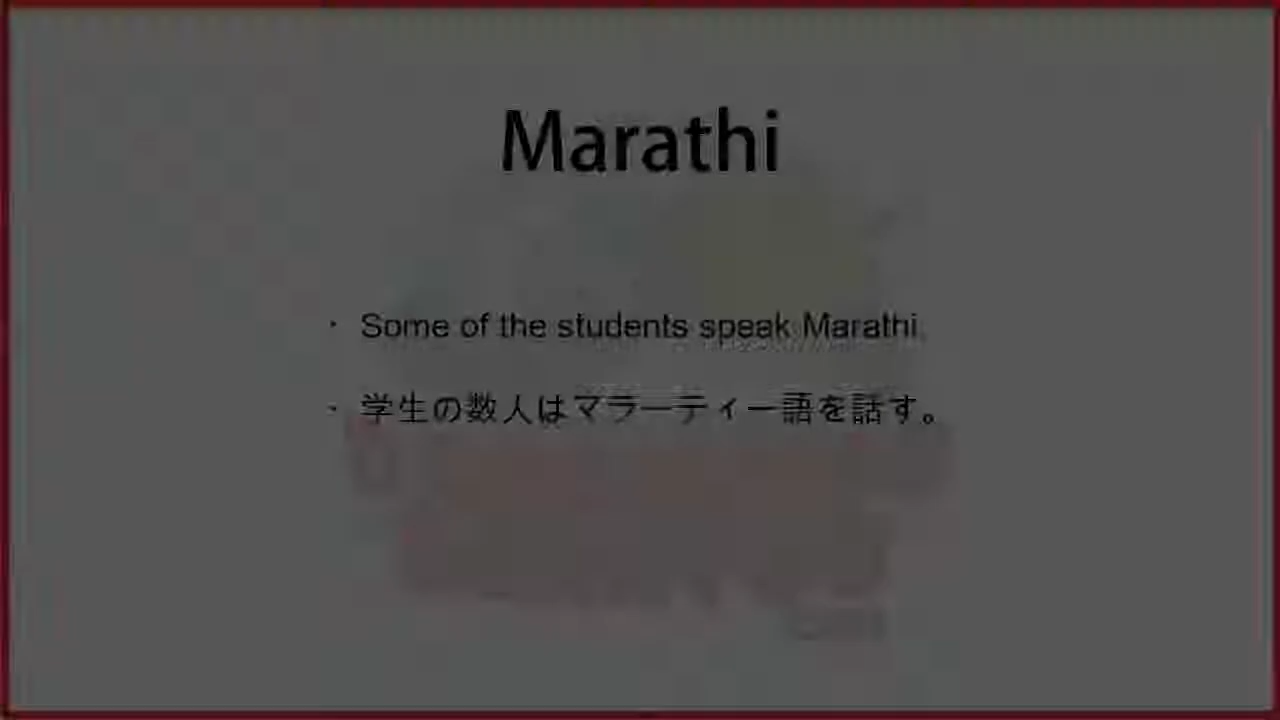 Marathi
· Some of the students speak Marathi.
· 学生の数人はマラーティー語を話す。